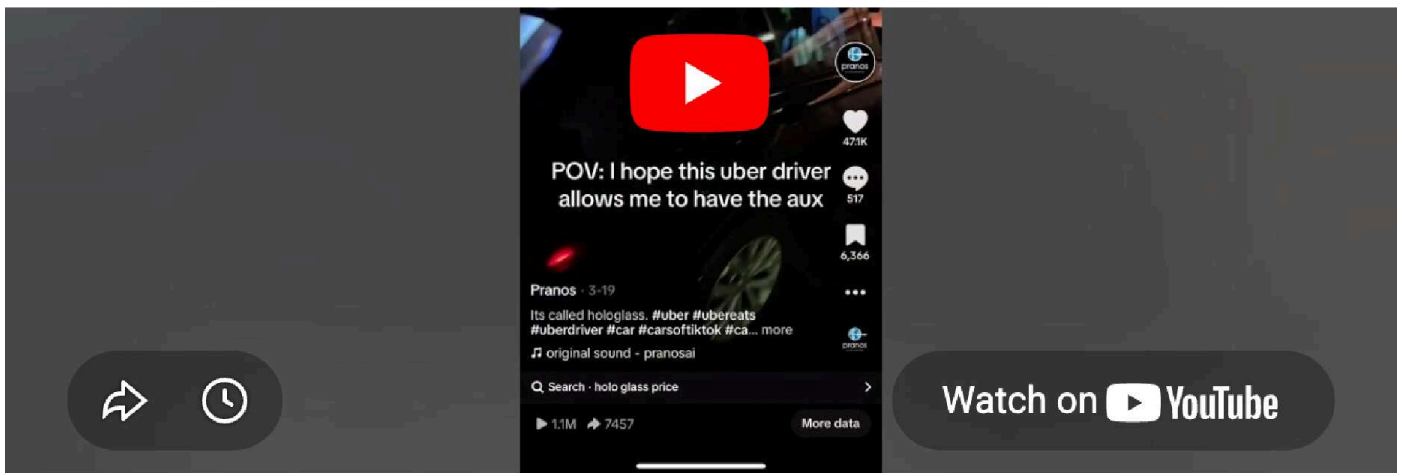 pranos
47.1K
POV: I hope this uber driver
allows me to have the aux
517
6,366
Pranos · 3-19
Its called hologlass. #uber #ubereats
#uberdriver #car #carsoftiktok #ca... more
pranos
original sound - pranosai
Search · holo glass price
1.1M 7457
More data
Watch on YouTube